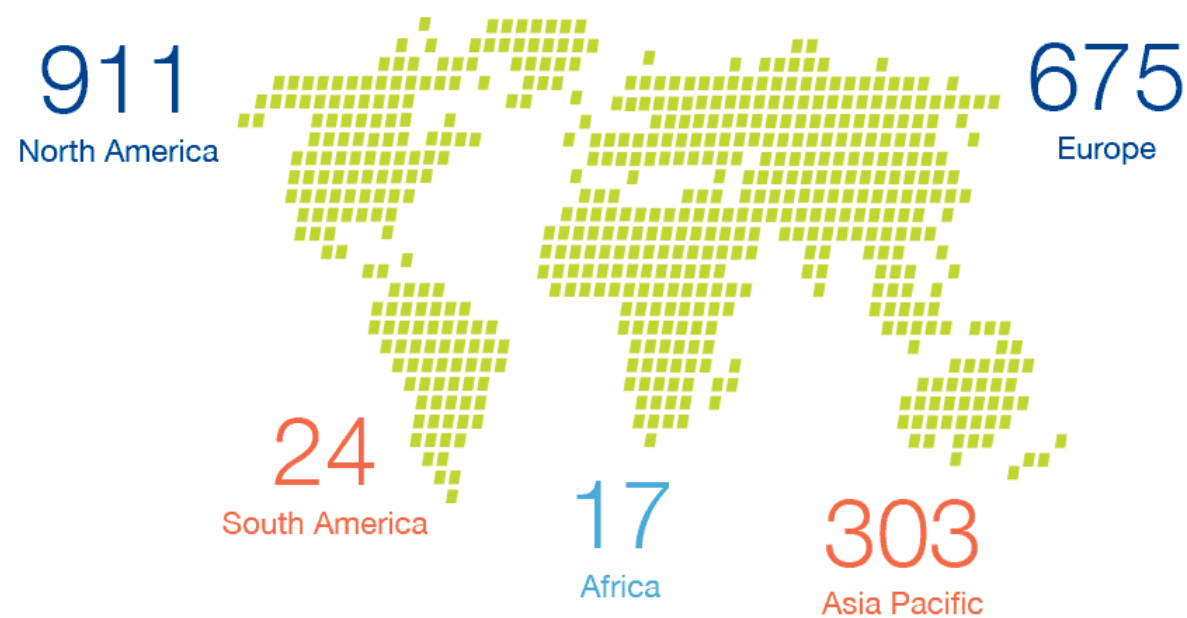 911
North America
675
Europe
24
South America
17
Africa
303
Asia Pacific